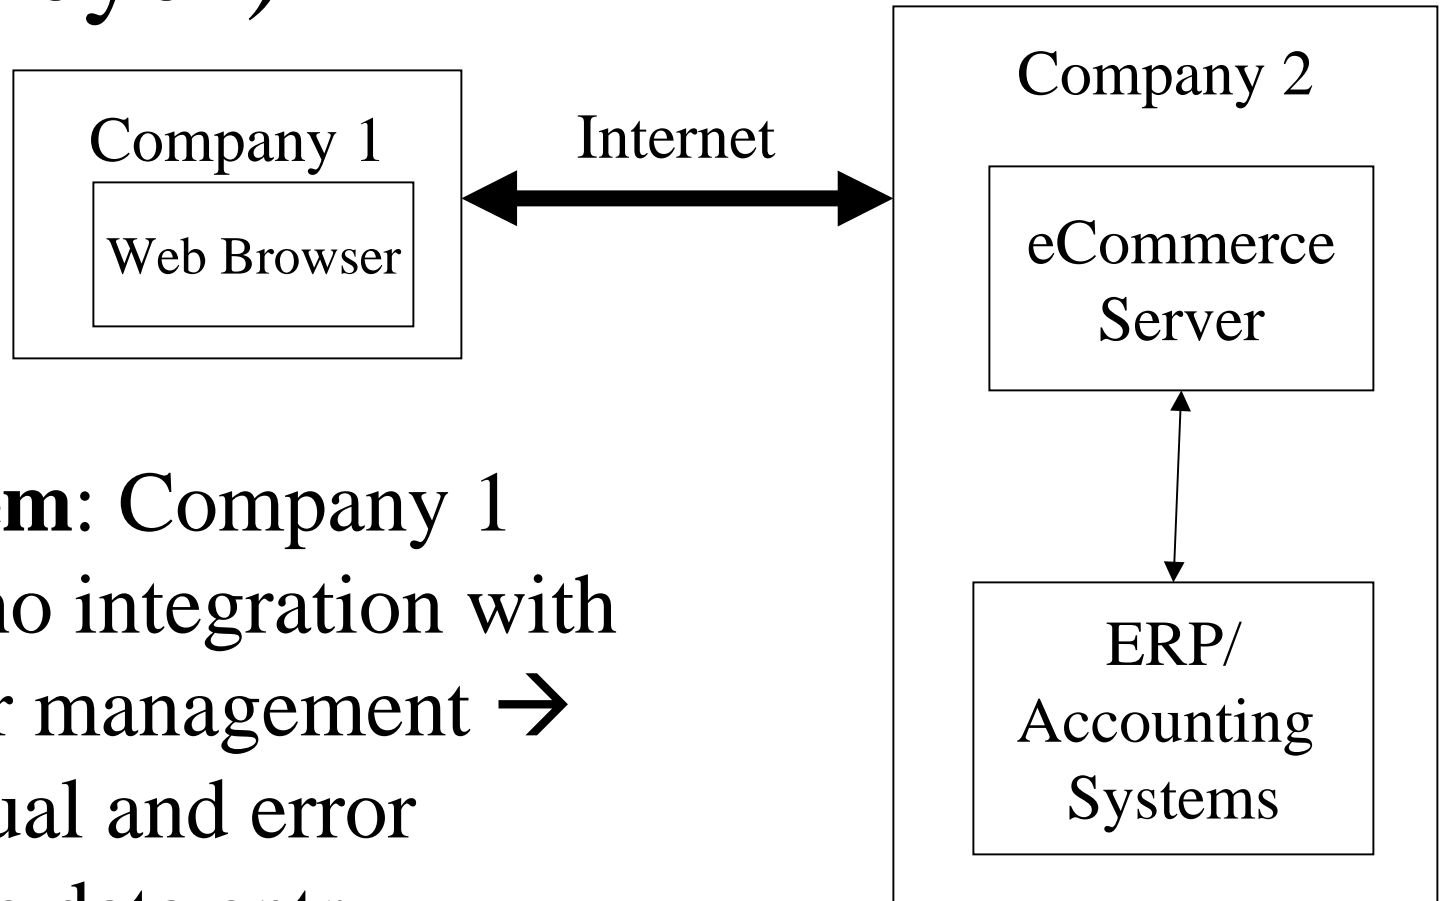 Company 1
Web Browser
Internet
Company 2
eCommerce
Server
ERP/
Accounting
Systems
em: Company 1
no integration with
r management →
ual and error